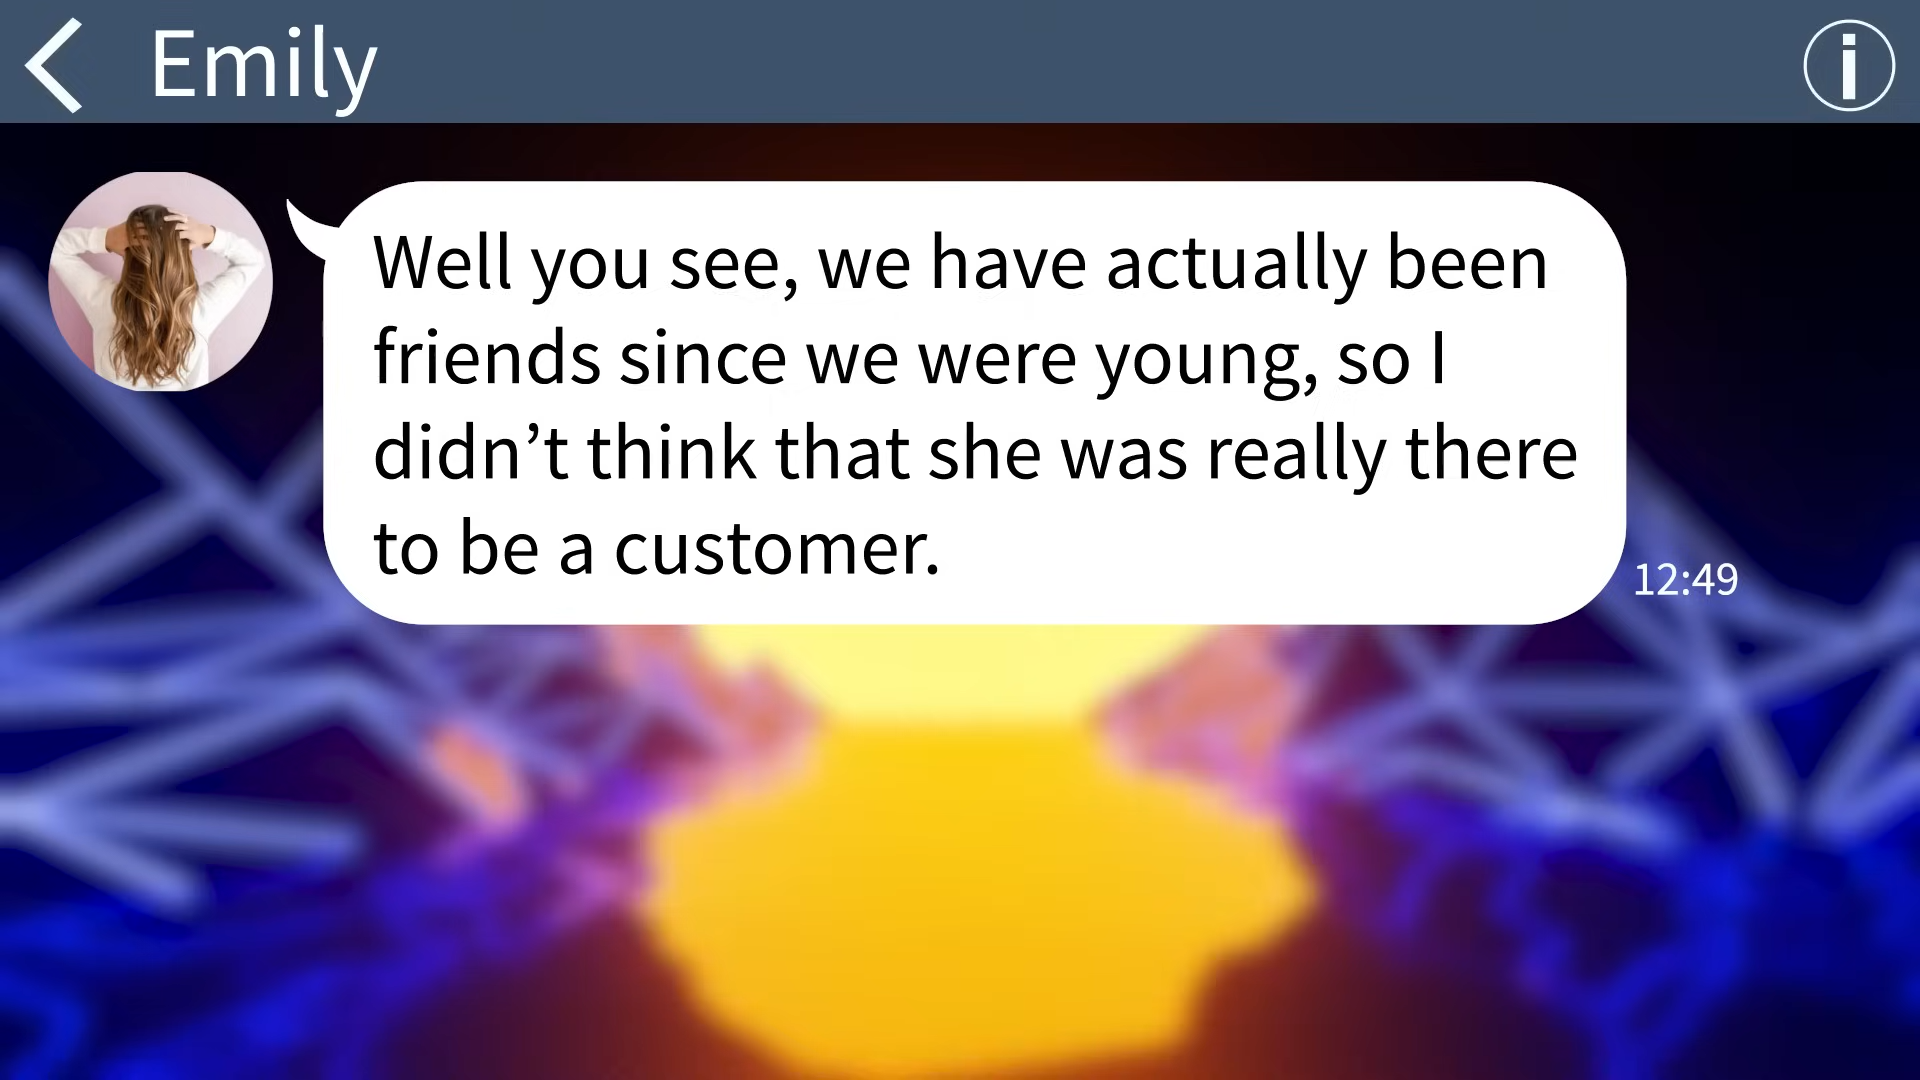 Emily
Well you see, we have actually been
friends since we were young, so I
didn’t think that she was really there
to be a customer.
12:49